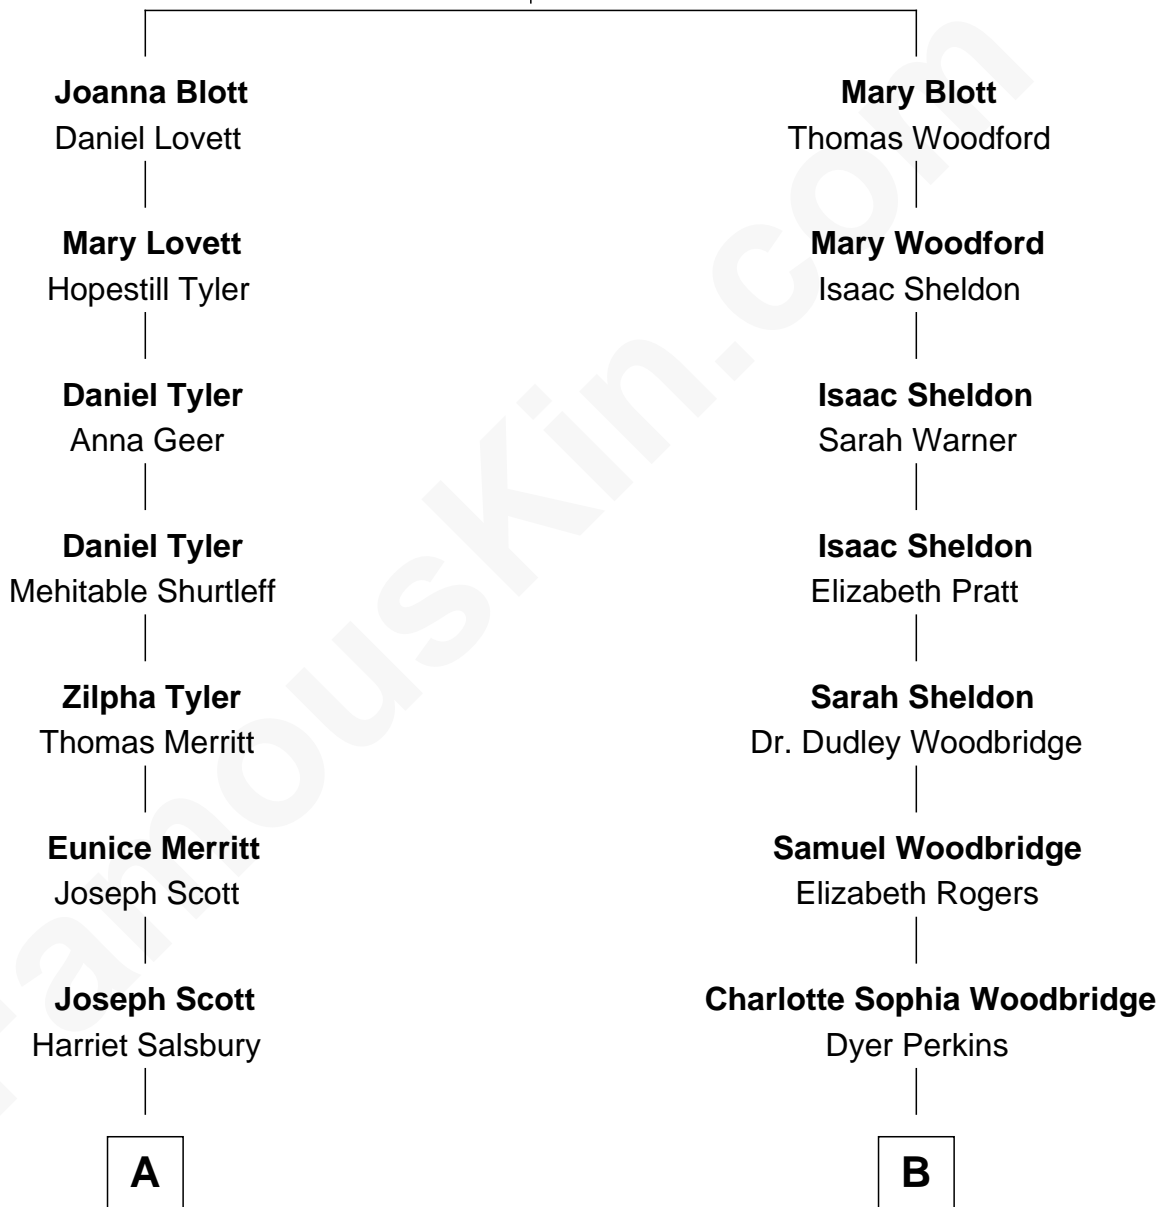 Joanna Blott
Daniel Lovett
Mary Lovett
Hopestill Tyler
Daniel Tyler
Anna Geer
Daniel Tyler
Mehitable Shurtleff
Zilpha Tyler
Thomas Merritt
Eunice Merritt
Joseph Scott
Joseph Scott
Harriet Salsbury
A
Mary Blott
Thomas Woodford
Mary Woodford
Isaac Sheldon
Isaac Sheldon
Sarah Warner
Isaac Sheldon
Elizabeth Pratt
Sarah Sheldon
Dr. Dudley Woodbridge
Samuel Woodbridge
Elizabeth Rogers
Charlotte Sophia Woodbridge
Dyer Perkins
B
FamousKin.com